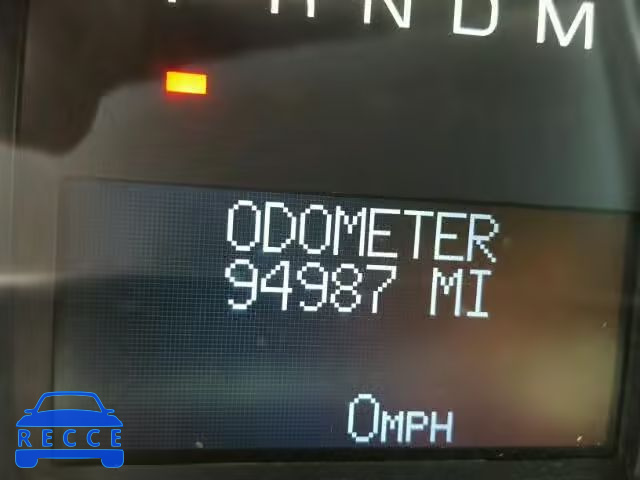 P R N D M
ODOMETER
94987 MI
0MPH
RECCE